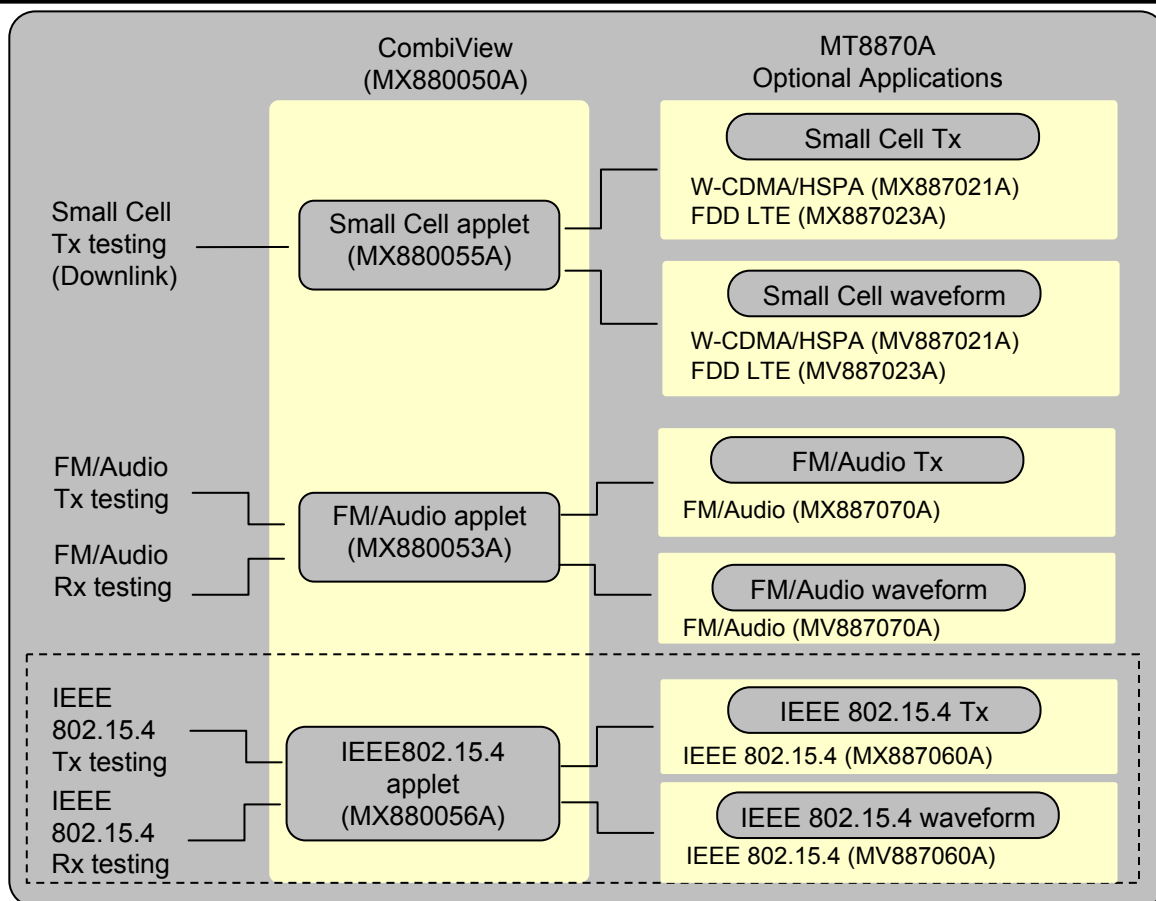 CombiView
(MX880050A)
MT8870A
Optional Applications
Small Cell
Tx testing
(Downlink)
Small Cell applet
(MX880055A)
Small Cell Tx
W-CDMA/HSPA (MX887021A)
FDD LTE (MX887023A)
Small Cell waveform
W-CDMA/HSPA (MV887021A)
FDD LTE (MV887023A)
FM/Audio
Tx testing
FM/Audio
Rx testing
FM/Audio applet
(MX880053A)
FM/Audio Tx
FM/Audio (MX887070A)
FM/Audio waveform
FM/Audio (MV887070A)
IEEE
802.15.4
Tx testing
IEEE
802.15.4
Rx testing
IEEE802.15.4
applet
(MX880056A)
IEEE 802.15.4 Tx
IEEE 802.15.4 (MX887060A)
IEEE 802.15.4 waveform
IEEE 802.15.4 (MV887060A)